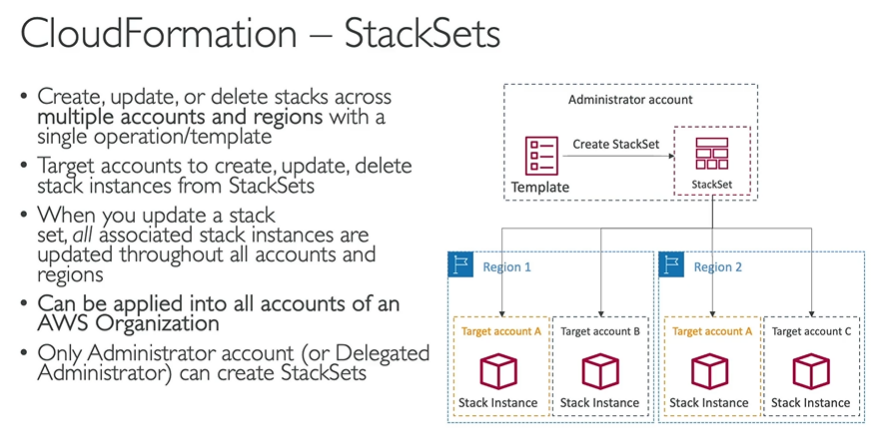 CloudFormation – StackSets
• Create, update, or delete stacks across
multiple accounts and regions with a
single operation/template
• Target accounts to create, update, delete
stack instances from StackSets
• When you update a stack
set, all associated stack instances are
updated throughout all accounts and
regions
• Can be applied into all accounts of an
AWS Organization
• Only Administrator account (or Delegated
Administrator) can create StackSets
Administrator account
Create StackSet
Template
StackSet
Region 1
Region 2
Target account A
Target account B
Target account A
Target account C
Stack Instance
Stack Instance
Stack Instance
Stack Instance